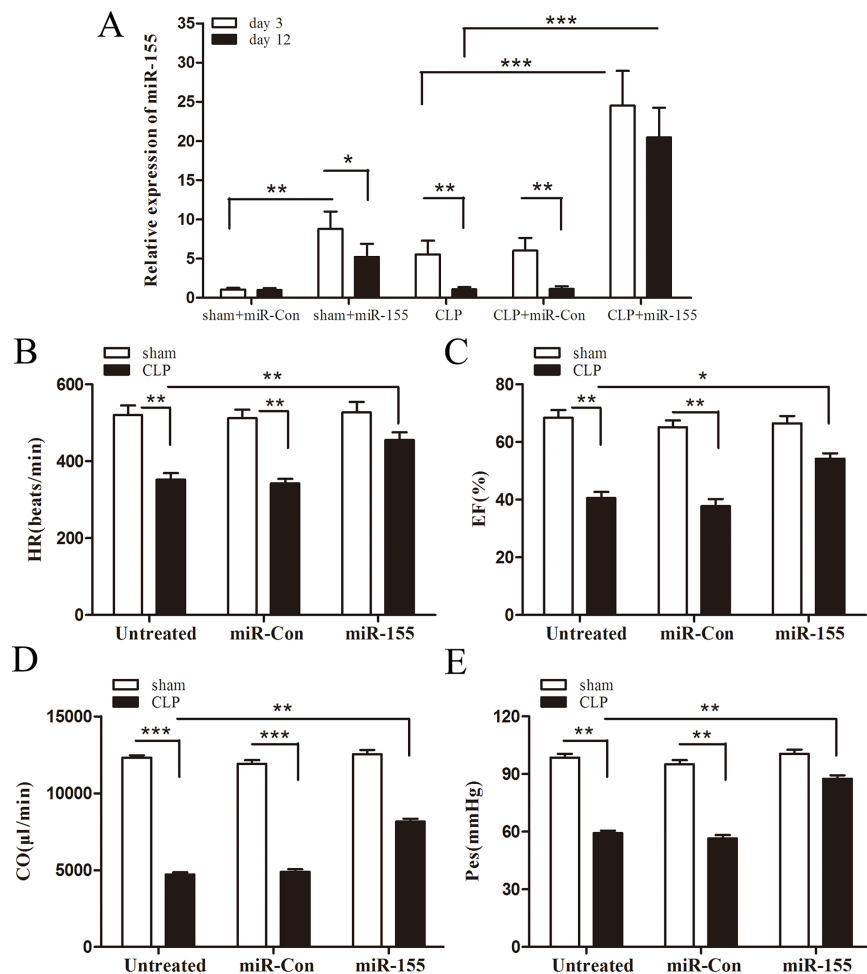 A
day 3
day 12
Relative expression of miR-155
35
30
25
20
15
10
5
0
***
***
**
*
**
**
sham+miR-Con sham+miR-155 CLP CLP+miR-Con CLP+miR-155
B
sham
CLP
HR(beats/min)
600
400
200
0
**
**
**
Untreated miR-Con miR-155
C
sham
CLP
EF(%)
80
60
40
20
0
*
**
**
Untreated miR-Con miR-155
D
sham
CLP
CO(μl/min)
15000
10000
5000
0
**
***
***
Untreated miR-Con miR-155
E
sham
CLP
Pes(mmHg)
120
90
60
30
0
**
**
**
Untreated miR-Con miR-155